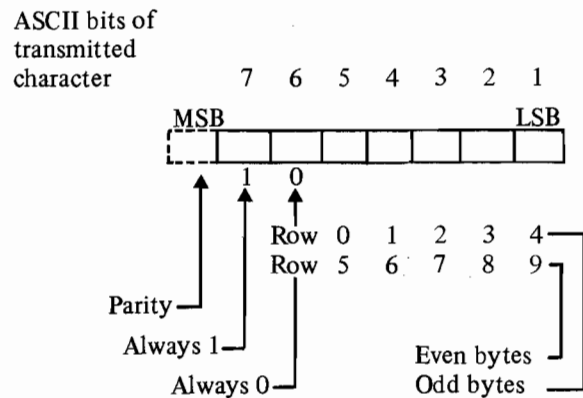 ASCII bits of
transmitted
character 7 6 5 4 3 2 1
MSB LSB
1 0
Row 0 1 2 3 4
Row 5 6 7 8 9
Parity
Always 1
Always 0
Even bytes
Odd bytes